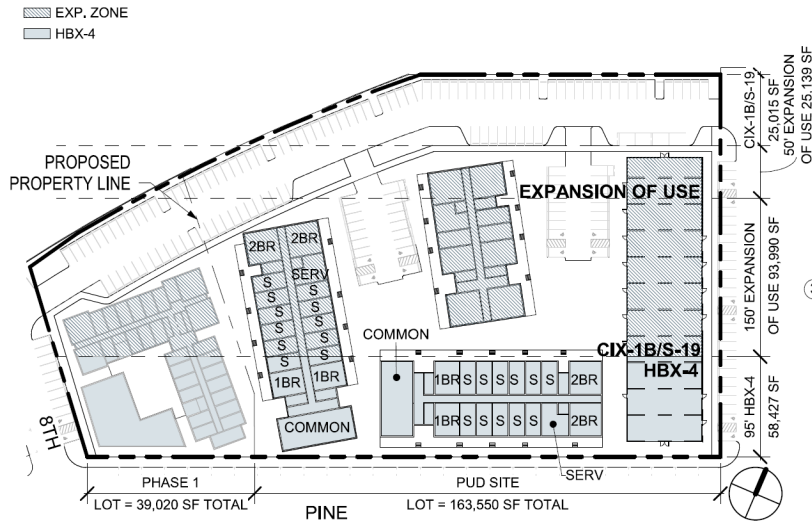 EXP. ZONE
HBX-4
PROPOSED
PROPERTY LINE
EXPANSION OF USE
2BR
2BR
SERV
S
S
S
S
S
S
S
S
S
S
S
1BR
1BR
COMMON
COMMON
1BR S S S S S S 2BR
1BR S S S S S S 2BR
SERV
CIX-1B/S-19
HBX-4
CIX-1B/S-19
25,015 SF
50' EXPANSION
OF USE 25,139 SF
150' EXPANSION
OF USE 93,990 SF
95' HBX-4
58,427 SF
8TH
PHASE 1
LOT = 39,020 SF TOTAL
PUD SITE
LOT = 163,550 SF TOTAL
PINE